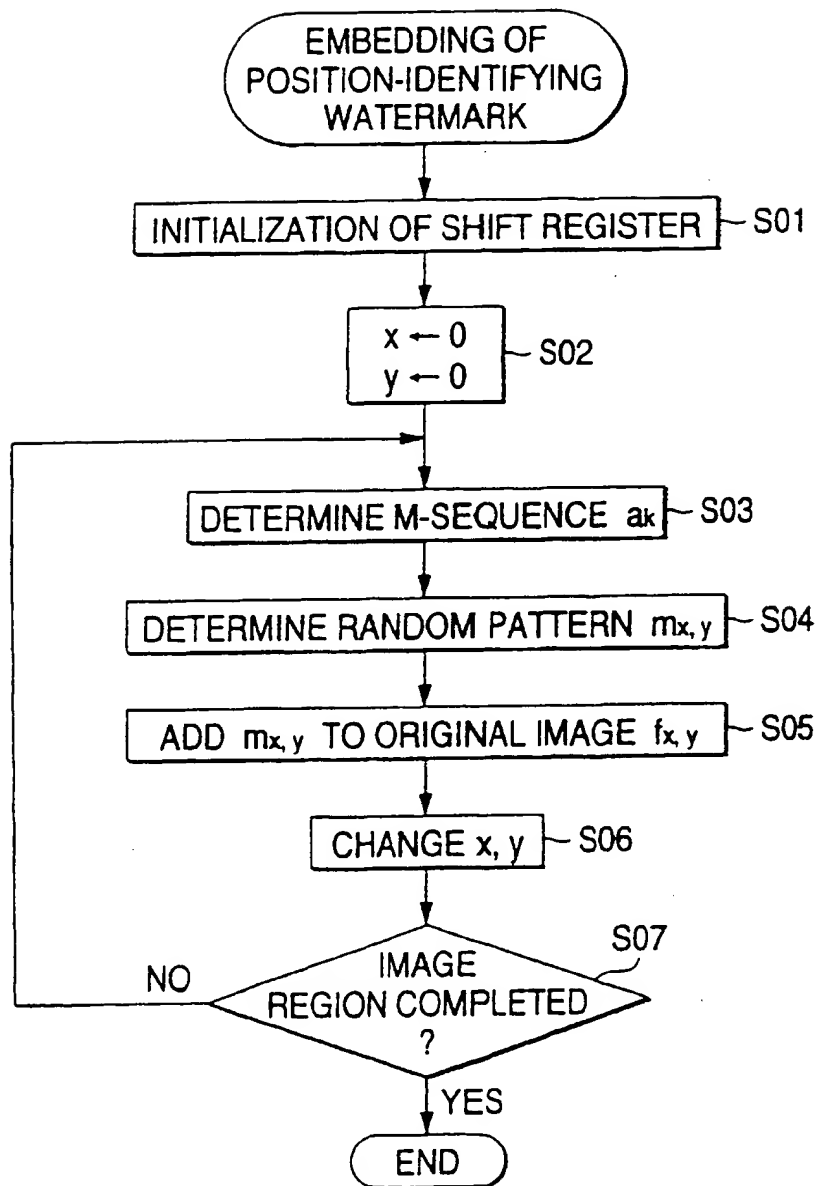 EMBEDDING OF
POSITION-IDENTIFYING
WATERMARK
INITIALIZATION OF SHIFT REGISTER
S01
x ← 0
y ← 0
S02
DETERMINE M-SEQUENCE ak
S03
DETERMINE RANDOM PATTERN mx, y
S04
ADD mx, y TO ORIGINAL IMAGE fx, y
S05
CHANGE x, y
S06
S07
IMAGE
REGION COMPLETED
?
NO
YES
END